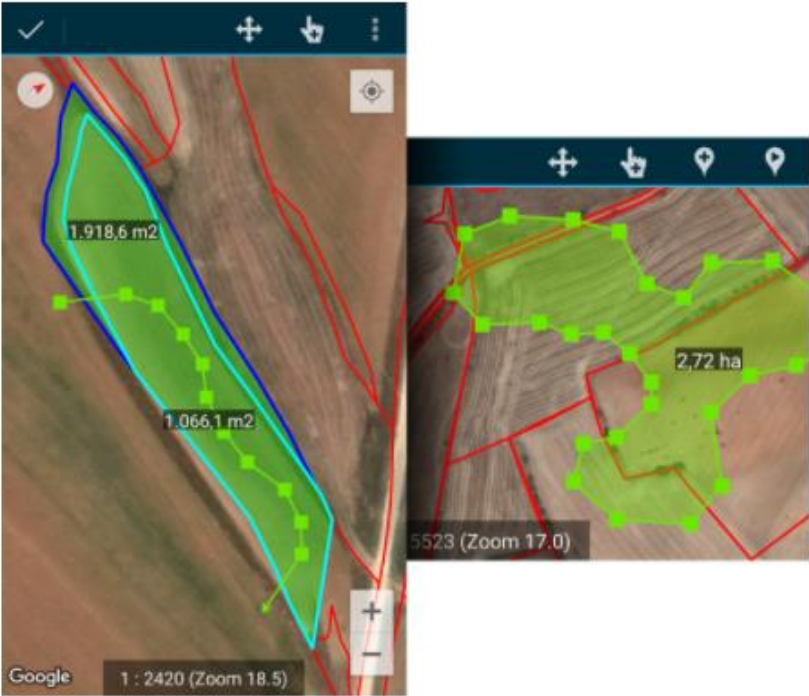 1.918,6 m2
1.066,1 m2
Google
1 : 2420 (Zoom 18.5)
2,72 ha
5523 (Zoom 17.0)